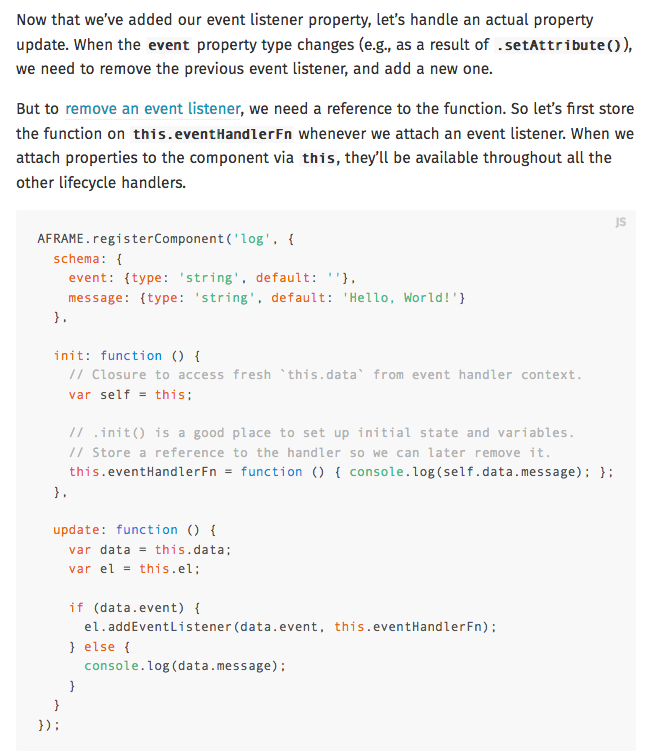 Now that we’ve added our event listener property, let’s handle an actual property
update. When the event property type changes (e.g., as a result of .setAttribute()),
we need to remove the previous event listener, and add a new one.
But to remove an event listener, we need a reference to the function. So let’s first store
the function on this.eventHandlerFn whenever we attach an event listener. When we
attach properties to the component via this, they’ll be available throughout all the
other lifecycle handlers.
JS
AFRAME.registerComponent('log', {
  schema: {
    event: {type: 'string', default: ''},
    message: {type: 'string', default: 'Hello, World!'}
  },
  init: function () {
    // Closure to access fresh `this.data` from event handler context.
    var self = this;
    // .init() is a good place to set up initial state and variables.
    // Store a reference to the handler so we can later remove it.
    this.eventHandlerFn = function () { console.log(self.data.message); };
  },
  update: function () {
    var data = this.data;
    var el = this.el;
    if (data.event) {
      el.addEventListener(data.event, this.eventHandlerFn);
    } else {
      console.log(data.message);
    }
  }
});